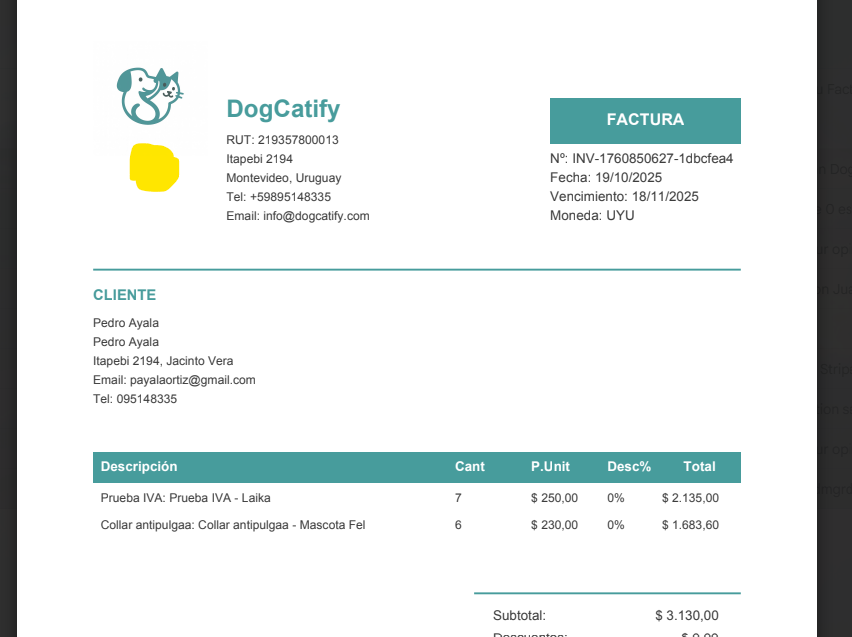 DogCatify
RUT: 219357800013
Itapebi 2194
Montevideo, Uruguay
Tel: +59895148335
Email: info@dogcatify.com
FACTURA
Nº: INV-1760850627-1dbcfea4
Fecha: 19/10/2025
Vencimiento: 18/11/2025
Moneda: UYU
CLIENTE
Pedro Ayala
Pedro Ayala
Itapebi 2194, Jacinto Vera
Email: payalaortiz@gmail.com
Tel: 095148335
Descripción Cant P.Unit Desc% Total
Prueba IVA: Prueba IVA - Laika 7 $ 250,00 0% $ 2.135,00
Collar antipulgaa: Collar antipulgaa - Mascota Fel 6 $ 230,00 0% $ 1.683,60
Subtotal: $ 3.130,00
Descuentos: $ 0,00